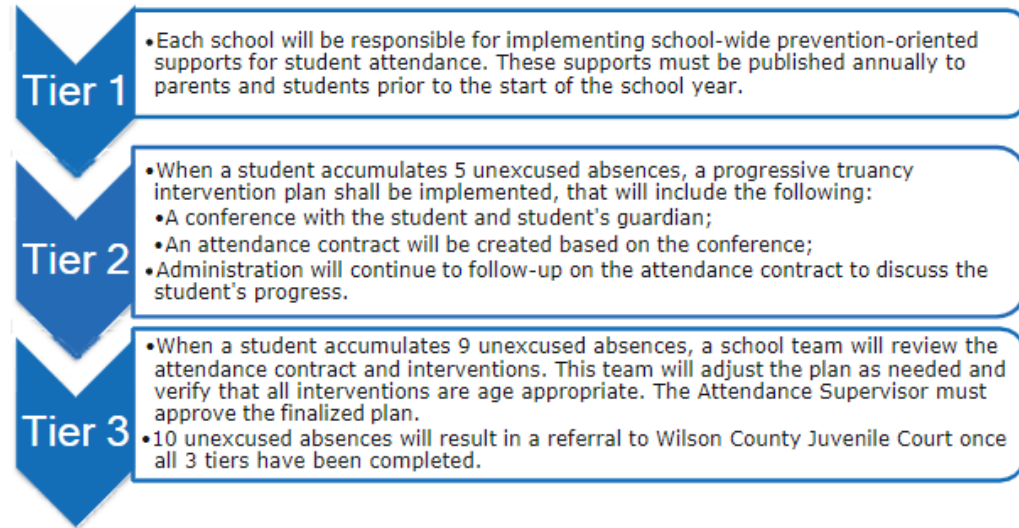 Tier 1
•Each school will be responsible for implementing school-wide prevention-oriented
supports for student attendance. These supports must be published annually to
parents and students prior to the start of the school year.
Tier 2
•When a student accumulates 5 unexcused absences, a progressive truancy
intervention plan shall be implemented, that will include the following:
•A conference with the student and student's guardian;
•An attendance contract will be created based on the conference;
•Administration will continue to follow-up on the attendance contract to discuss the
student's progress.
Tier 3
•When a student accumulates 9 unexcused absences, a school team will review the
attendance contract and interventions. This team will adjust the plan as needed and
verify that all interventions are age appropriate. The Attendance Supervisor must
approve the finalized plan.
•10 unexcused absences will result in a referral to Wilson County Juvenile Court once
all 3 tiers have been completed.